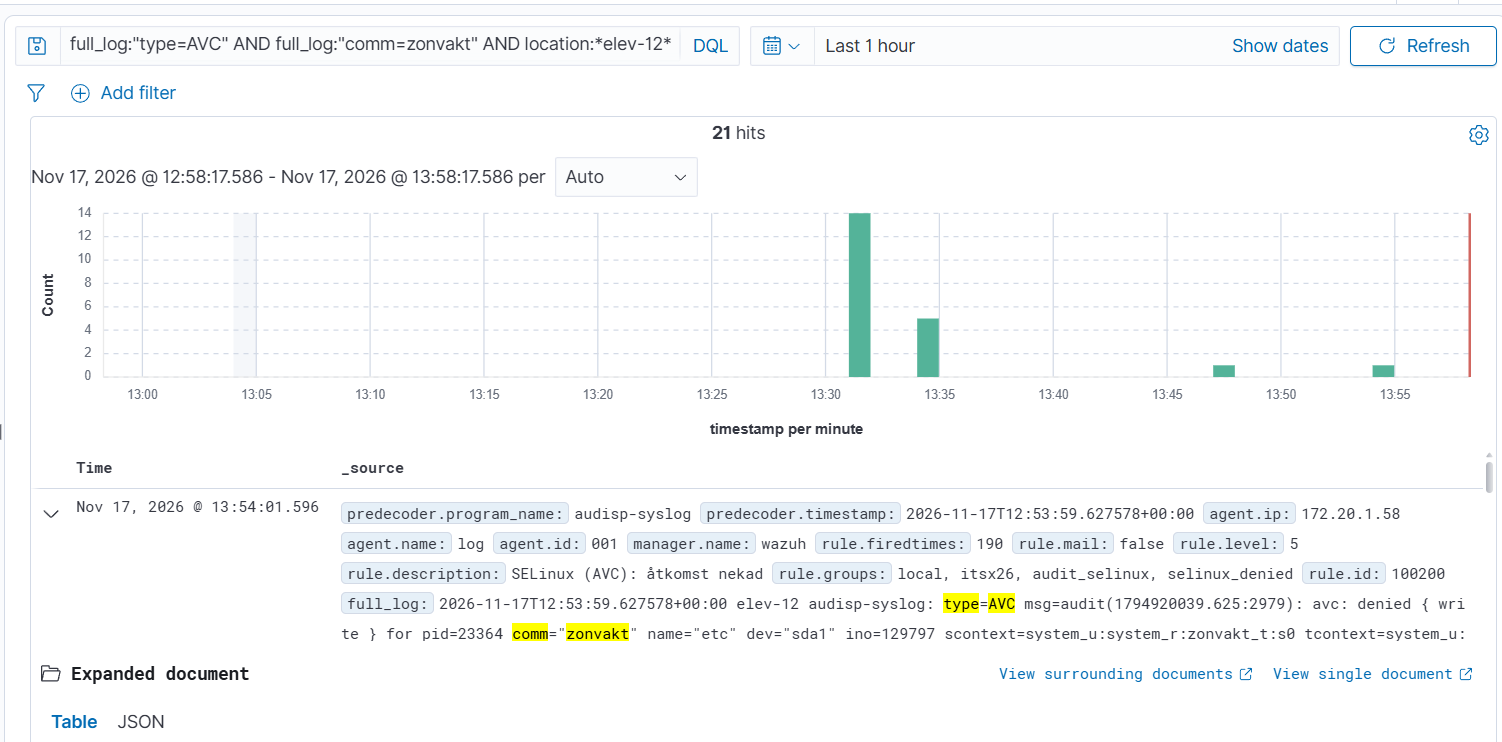 full_log:"type=AVC" AND full_log:"comm=zonvakt" AND location:*elev-12* DQL Last 1 hour Show dates Refresh
Add filter
21 hits
Nov 17, 2026 @ 12:58:17.586 - Nov 17, 2026 @ 13:58:17.586 per Auto
14
12
10
8
6
4
2
0
Count
13:00 13:05 13:10 13:15 13:20 13:25 13:30 13:35 13:40 13:45 13:50 13:55
timestamp per minute
Time _source
Nov 17, 2026 @ 13:54:01.596 predecoder.program_name: audisp-syslog predecoder.timestamp: 2026-11-17T12:53:59.627578+00:00 agent.ip: 172.20.1.58
agent.name: log agent.id: 001 manager.name: wazuh rule.firedtimes: 190 rule.mail: false rule.level: 5
rule.description: SELinux (AVC): åtkomst nekad rule.groups: local, itsx26, audit_selinux, selinux_denied rule.id: 100200
full_log: 2026-11-17T12:53:59.627578+00:00 elev-12 audisp-syslog: type=AVC msg=audit(1794920039.625:2979): avc: denied { wri
te } for pid=23364 comm="zonvakt" name="etc" dev="sda1" ino=129797 scontext=system_u:system_r:zonvakt_t:s0 tcontext=system_u:
Expanded document View surrounding documents View single document
Table JSON